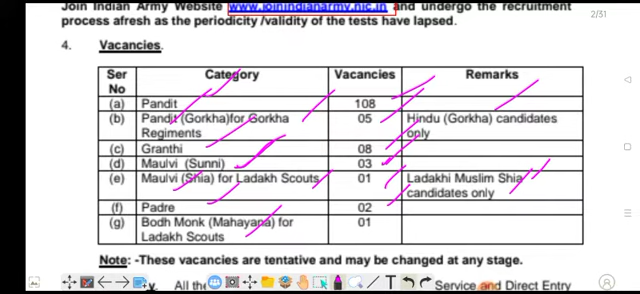 Join Indian Army Website www.joinindianarmy.nic.in and undergo the recruitment
2/31
process afresh as the periodicity/validity of the tests have lapsed.
4. Vacancies.
Ser No Category Vacancies Remarks
(a) Pandit 108
(b) Pandit (Gorkha)for Gorkha Regiments 05 Hindu (Gorkha) candidates only
(c) Granthi 08
(d) Maulvi (Sunni) 03
(e) Maulvi (Shia) for Ladakh Scouts 01 Ladakhi Muslim Shia candidates only
(f) Padre 02
(g) Bodh Monk (Mahayana) for Ladakh Scouts 01
Note: -These vacancies are tentative and may be changed at any stage.
All the Service and Direct Entry